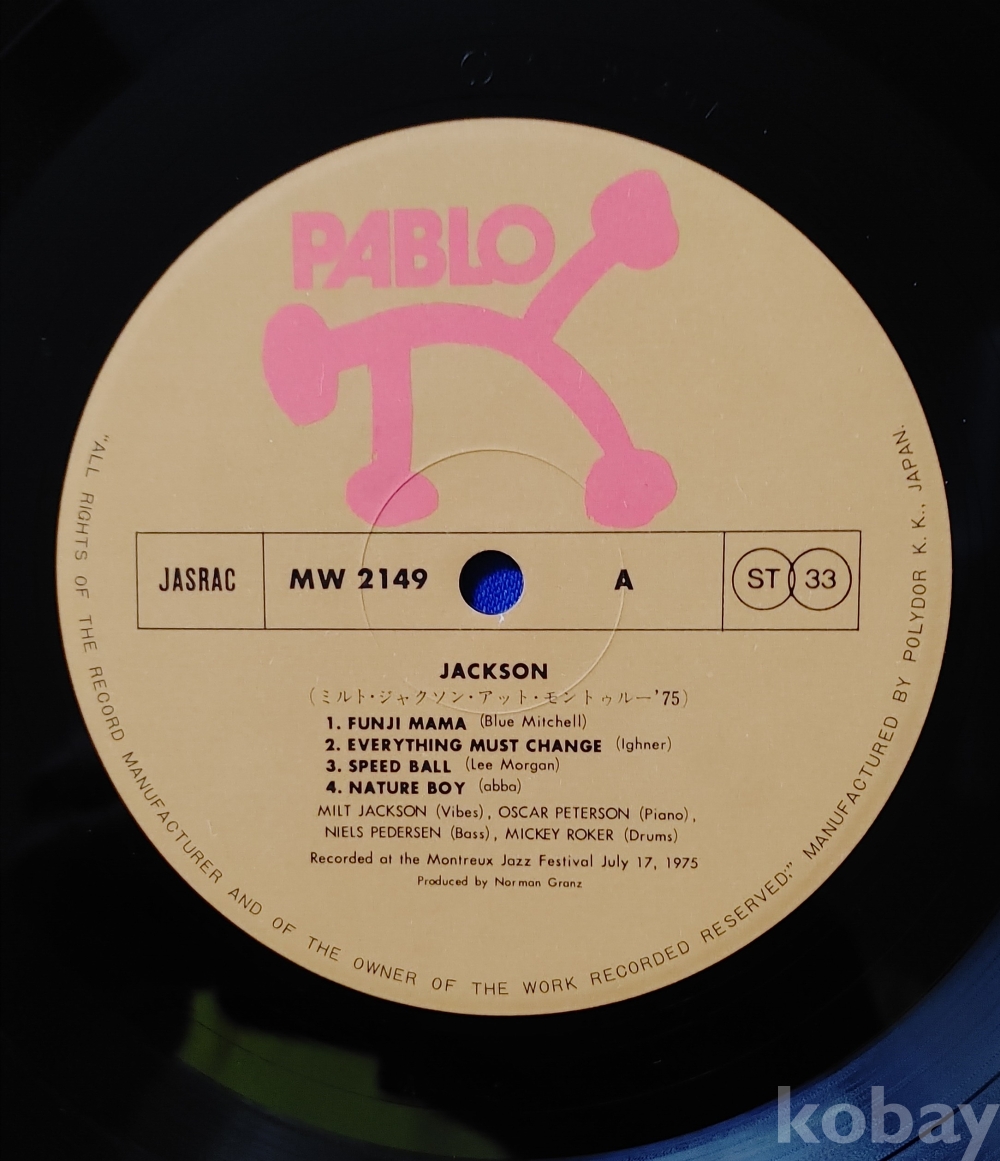 PABLO
JASRAC MW 2149 A ST 33
JACKSON
(ミルト・ジャクソン・アット・モントゥルー'75)
1. FUNJI MAMA (Blue Mitchell)
2. EVERYTHING MUST CHANGE (Ighner)
3. SPEED BALL (Lee Morgan)
4. NATURE BOY (abba)
MILT JACKSON (Vibes), OSCAR PETERSON (Piano),
NIELS PEDERSEN (Bass), MICKEY ROKER (Drums)
Recorded at the Montreux Jazz Festival July 17, 1975
Produced by Norman Granz
"ALL RIGHTS OF THE RECORD MANUFACTURER AND OF THE OWNER OF THE WORK RECORDED RESERVED." MANUFACTURED BY POLYDOR K. K., JAPAN.
kobay